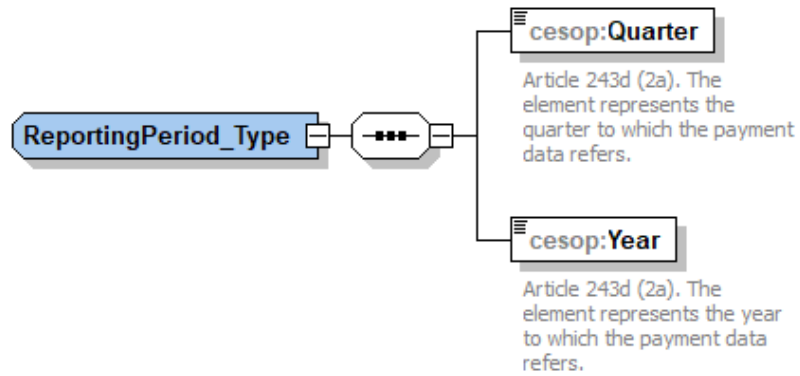 cesop:Quarter
Article 243d (2a). The
element represents the
quarter to which the payment
data refers.
ReportingPeriod_Type
cesop:Year
Article 243d (2a). The
element represents the year
to which the payment data
refers.